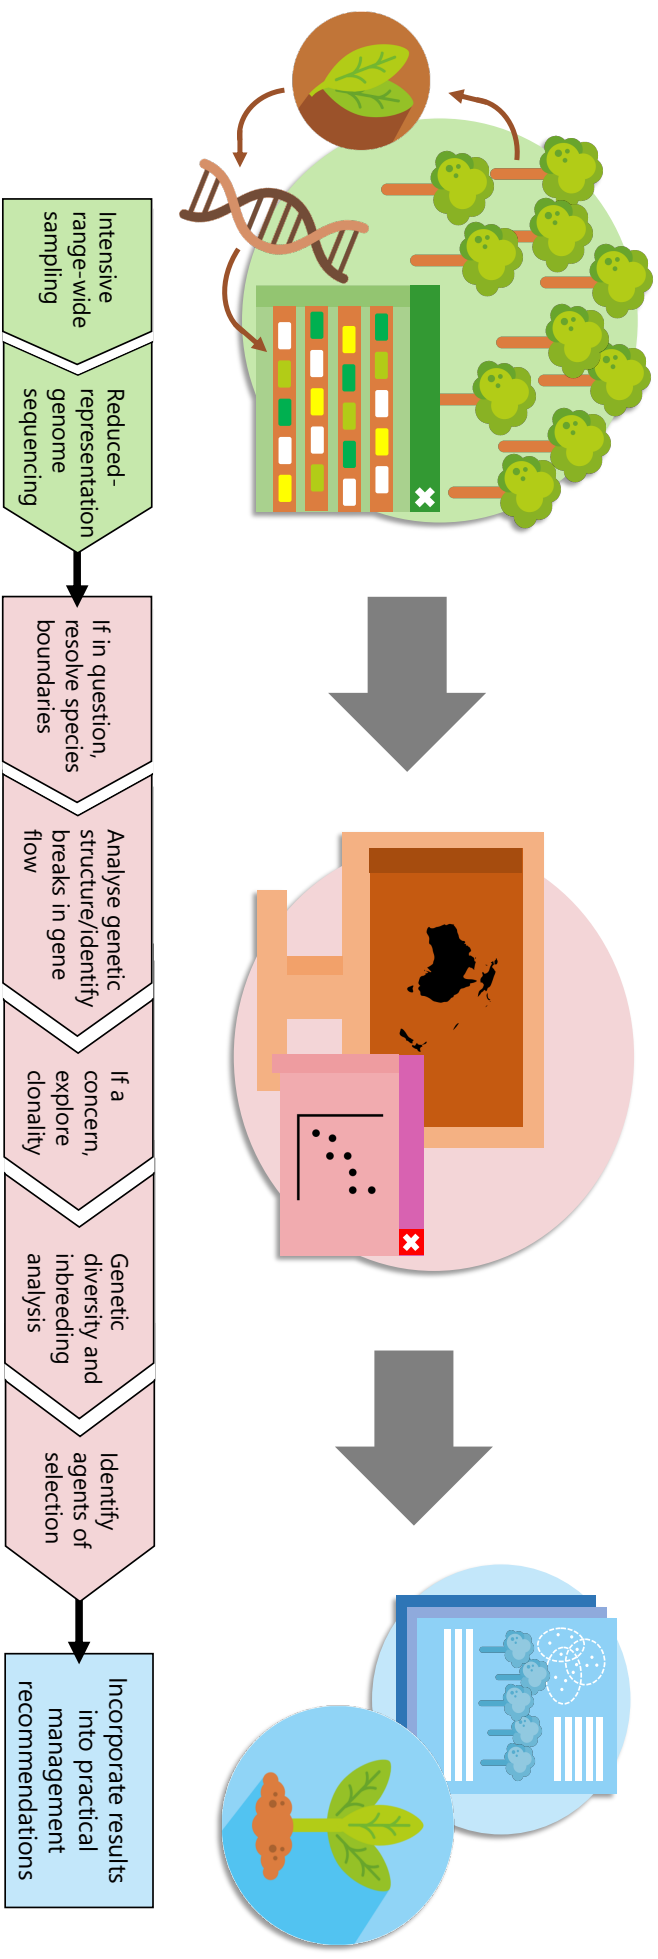 Intensive
range-wide
sampling
Reduced-
representation
genome
sequencing
If in question,
resolve species
boundaries
Analyse genetic
structure/identify
breaks in gene
flow
If a
concern,
explore
clonality
Genetic
diversity and
inbreeding
analysis
Identify
agents of
selection
Incorporate results
into practical
management
recommendations